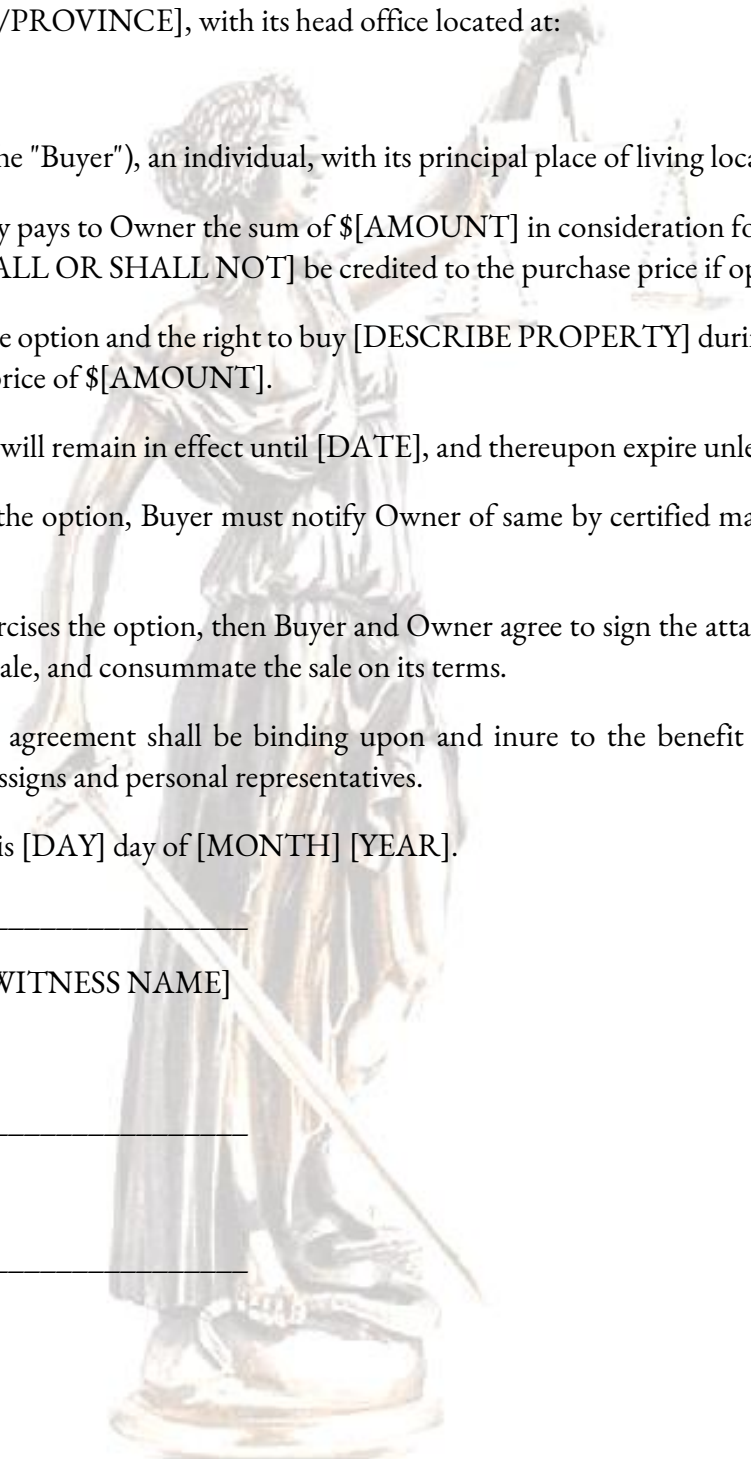 /PROVINCE], with its head office located at:
ne "Buyer"), an individual, with its principal place of living loca
y pays to Owner the sum of $[AMOUNT] in consideration fo
ALL OR SHALL NOT] be credited to the purchase price if op
e option and the right to buy [DESCRIBE PROPERTY] durin
price of $[AMOUNT].
will remain in effect until [DATE], and thereupon expire unle
the option, Buyer must notify Owner of same by certified ma
rcises the option, then Buyer and Owner agree to sign the atta
ale, and consummate the sale on its terms.
agreement shall be binding upon and inure to the benefit
ssigns and personal representatives.
is [DAY] day of [MONTH] [YEAR].
WITNESS NAME]